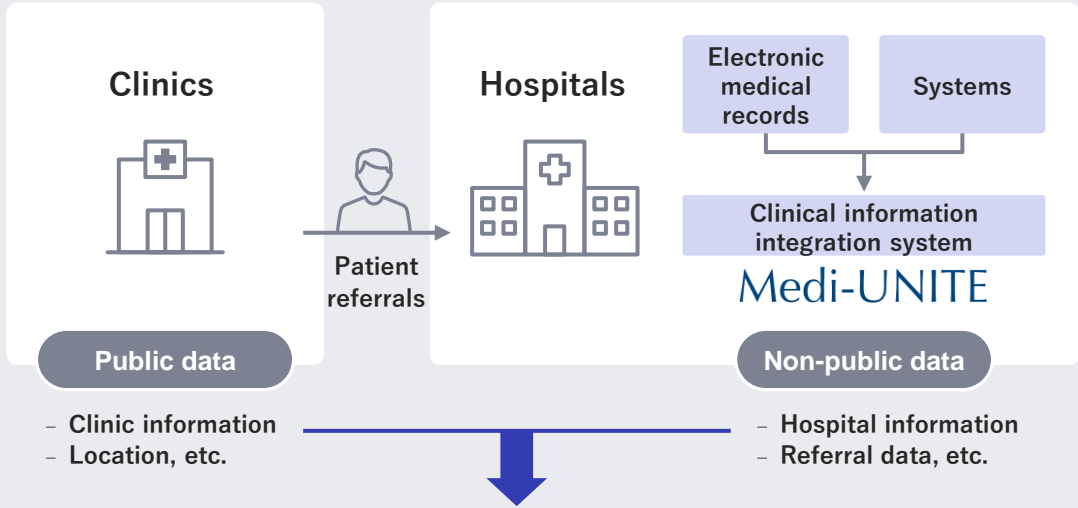 Clinics
Patient
referrals
Hospitals
Electronic
medical
records
Systems
Clinical information
integration system
Medi-UNITE
Public data
– Clinic information
– Location, etc.
Non-public data
– Hospital information
– Referral data, etc.